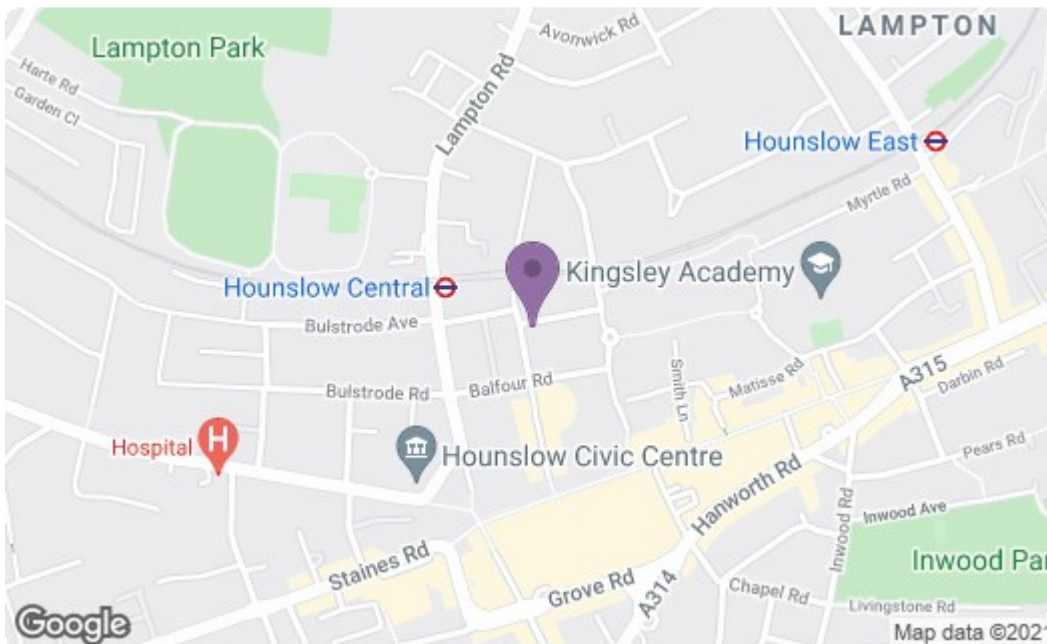 LAMPTON
Avonwick Rd
Lampton Park
Harte Rd
Garden Cl
Lampton Rd
Hounslow East
Myrtle Rd
Kingsley Academy
Hounslow Central
Bulstrode Ave
Bulstrode Rd
Balfour Rd
Smith Ln
Matisse Rd
A315
Darbin Rd
Hospital
H
Hounslow Civic Centre
Pears Rd
Hanworth Rd
Inwood Rd
Inwood Ave
Staines Rd
Inwood Par
Grove Rd
A314
Chapel Rd
Livingstone Rd
Google
Map data ©2021